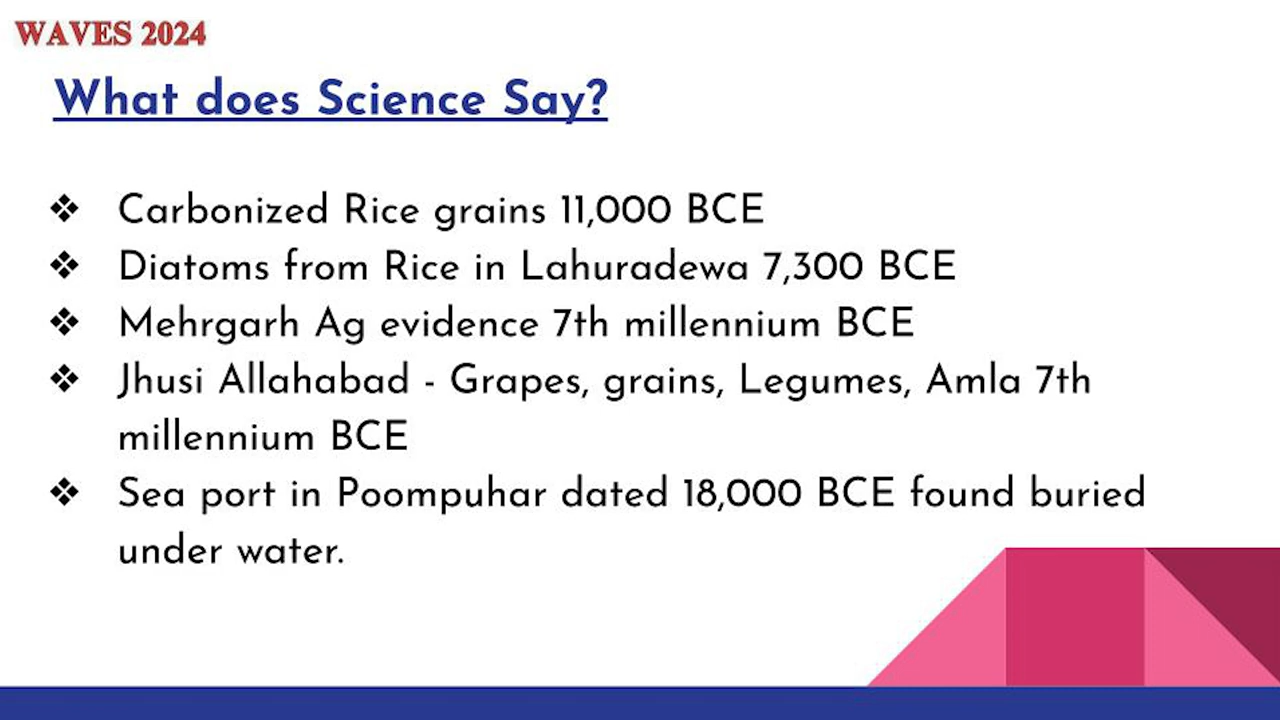 WAVES 2024
What does Science Say?
❖ Carbonized Rice grains 11,000 BCE
❖ Diatoms from Rice in Lahuradewa 7,300 BCE
❖ Mehrgarh Ag evidence 7th millennium BCE
❖ Jhusi Allahabad - Grapes, grains, Legumes, Amla 7th
millennium BCE
❖ Sea port in Poompuhar dated 18,000 BCE found buried
under water.